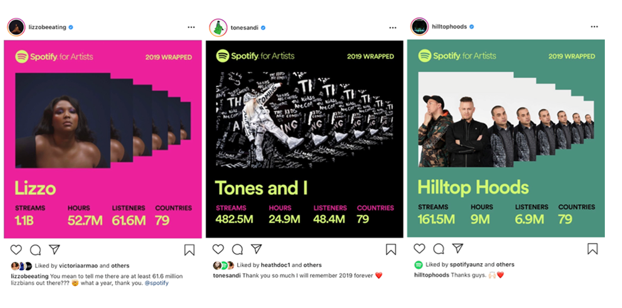 lizzobeeating
Spotify for Artists
2019 WRAPPED
Lizzo
STREAMS HOURS LISTENERS COUNTRIES
1.1B 52.7M 61.6M 79
Liked by victoriaarmao and others
lizzobeeating You mean to tell me there are at least 61.6 million
lizzbians out there??? 🤯 what a year, thank you. @spotify
tonesandi
Spotify for Artists
2019 WRAPPED
Tones and I
STREAMS HOURS LISTENERS COUNTRIES
482.5M 24.9M 48.4M 79
Liked by heathdoc1 and others
tonesandi Thank you so much I will remember 2019 forever ❤️
hilltophoods
Spotify for Artists
2019 WRAPPED
Hilltop Hoods
STREAMS HOURS LISTENERS COUNTRIES
161.5M 9M 6.9M 79
Liked by spotifyaunz and others
hilltophoods Thanks guys. 🙌🏻❤️